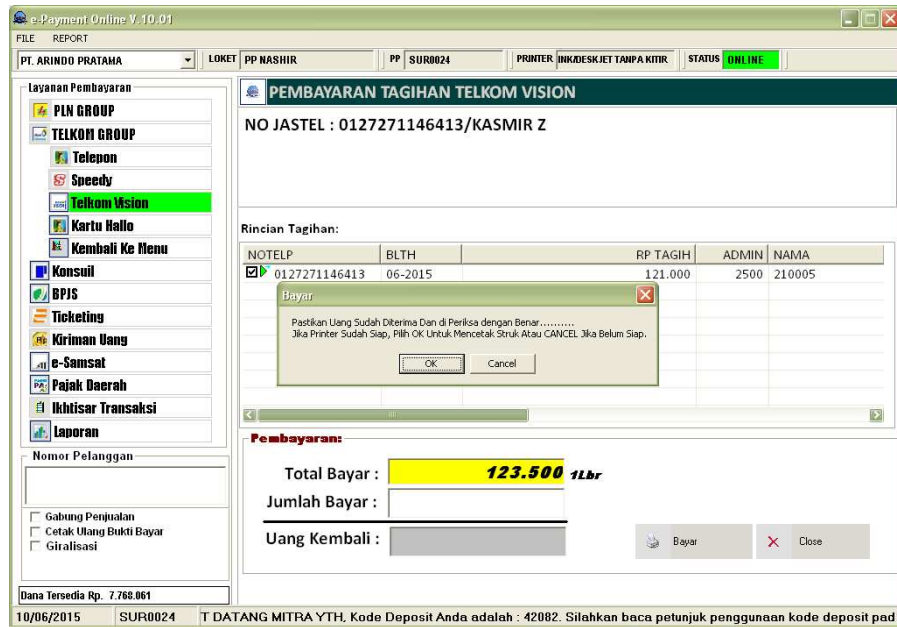 e-Payment Online V.10.01
FILE REPORT
PT. ARINDO PRATAMA LOKET PP NASHIR PP SUR0024 PRINTER INK/DESKJET TANPA KITIR STATUS ONLINE
Layanan Pembayaran
PLN GROUP
TELKOM GROUP
Telepon
Speedy
Telkom Vision
Kartu Hallo
Kembali Ke Menu
Konsuil
BPJS
Ticketing
Kiriman Uang
e-Samsat
Pajak Daerah
Ikhtisar Transaksi
Laporan
Nomor Pelanggan
Gabung Penjualan
Cetak Ulang Bukti Bayar
Giralisasi
Dana Tersedia Rp. 7.768.061
PEMBAYARAN TAGIHAN TELKOM VISION
NO JASTEL : 0127271146413/KASMIR Z
Rincian Tagihan:
NOTELP BLTH RP TAGIH ADMIN NAMA
0127271146413 06-2015 121.000 2500 210005
Bayar
Pastikan Uang Sudah Diterima Dan di Periksa dengan Benar..........
Jika Printer Sudah Siap, Pilih OK Untuk Mencetak Struk Atau CANCEL Jika Belum Siap.
OK Cancel
Pembayaran:
Total Bayar : 123.500 1Lbr
Jumlah Bayar :
Uang Kembali :
Bayar Close
10/06/2015 SUR0024 T DATANG MITRA YTH, Kode Deposit Anda adalah : 42082. Silahkan baca petunjuk penggunaan kode deposit pad